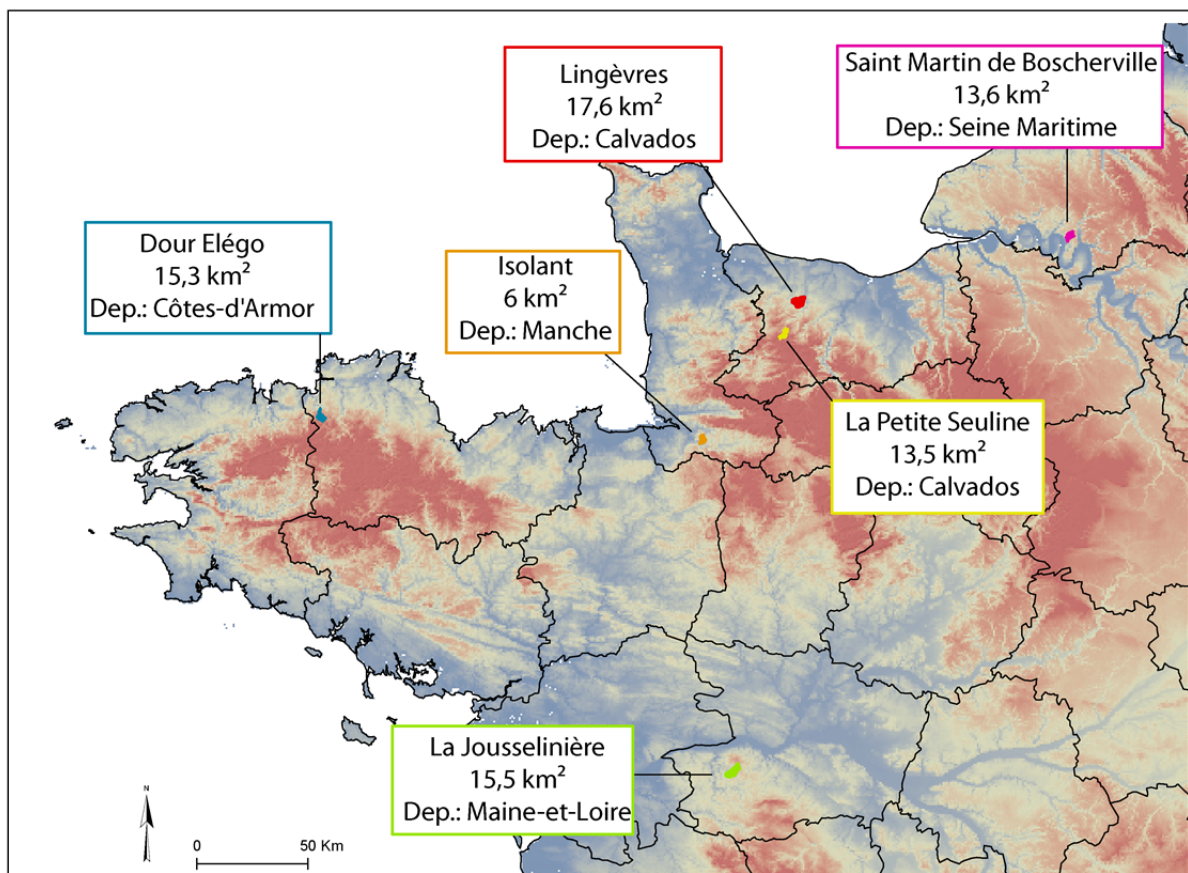 Lingèvres
17,6 km²
Dep.: Calvados
Saint Martin de Boscherville
13,6 km²
Dep.: Seine Maritime
Dour Elégo
15,3 km²
Dep.: Côtes-d'Armor
Isolant
6 km²
Dep.: Manche
La Petite Seuline
13,5 km²
Dep.: Calvados
La Jousselinière
15,5 km²
Dep.: Maine-et-Loire
N
0 50 Km